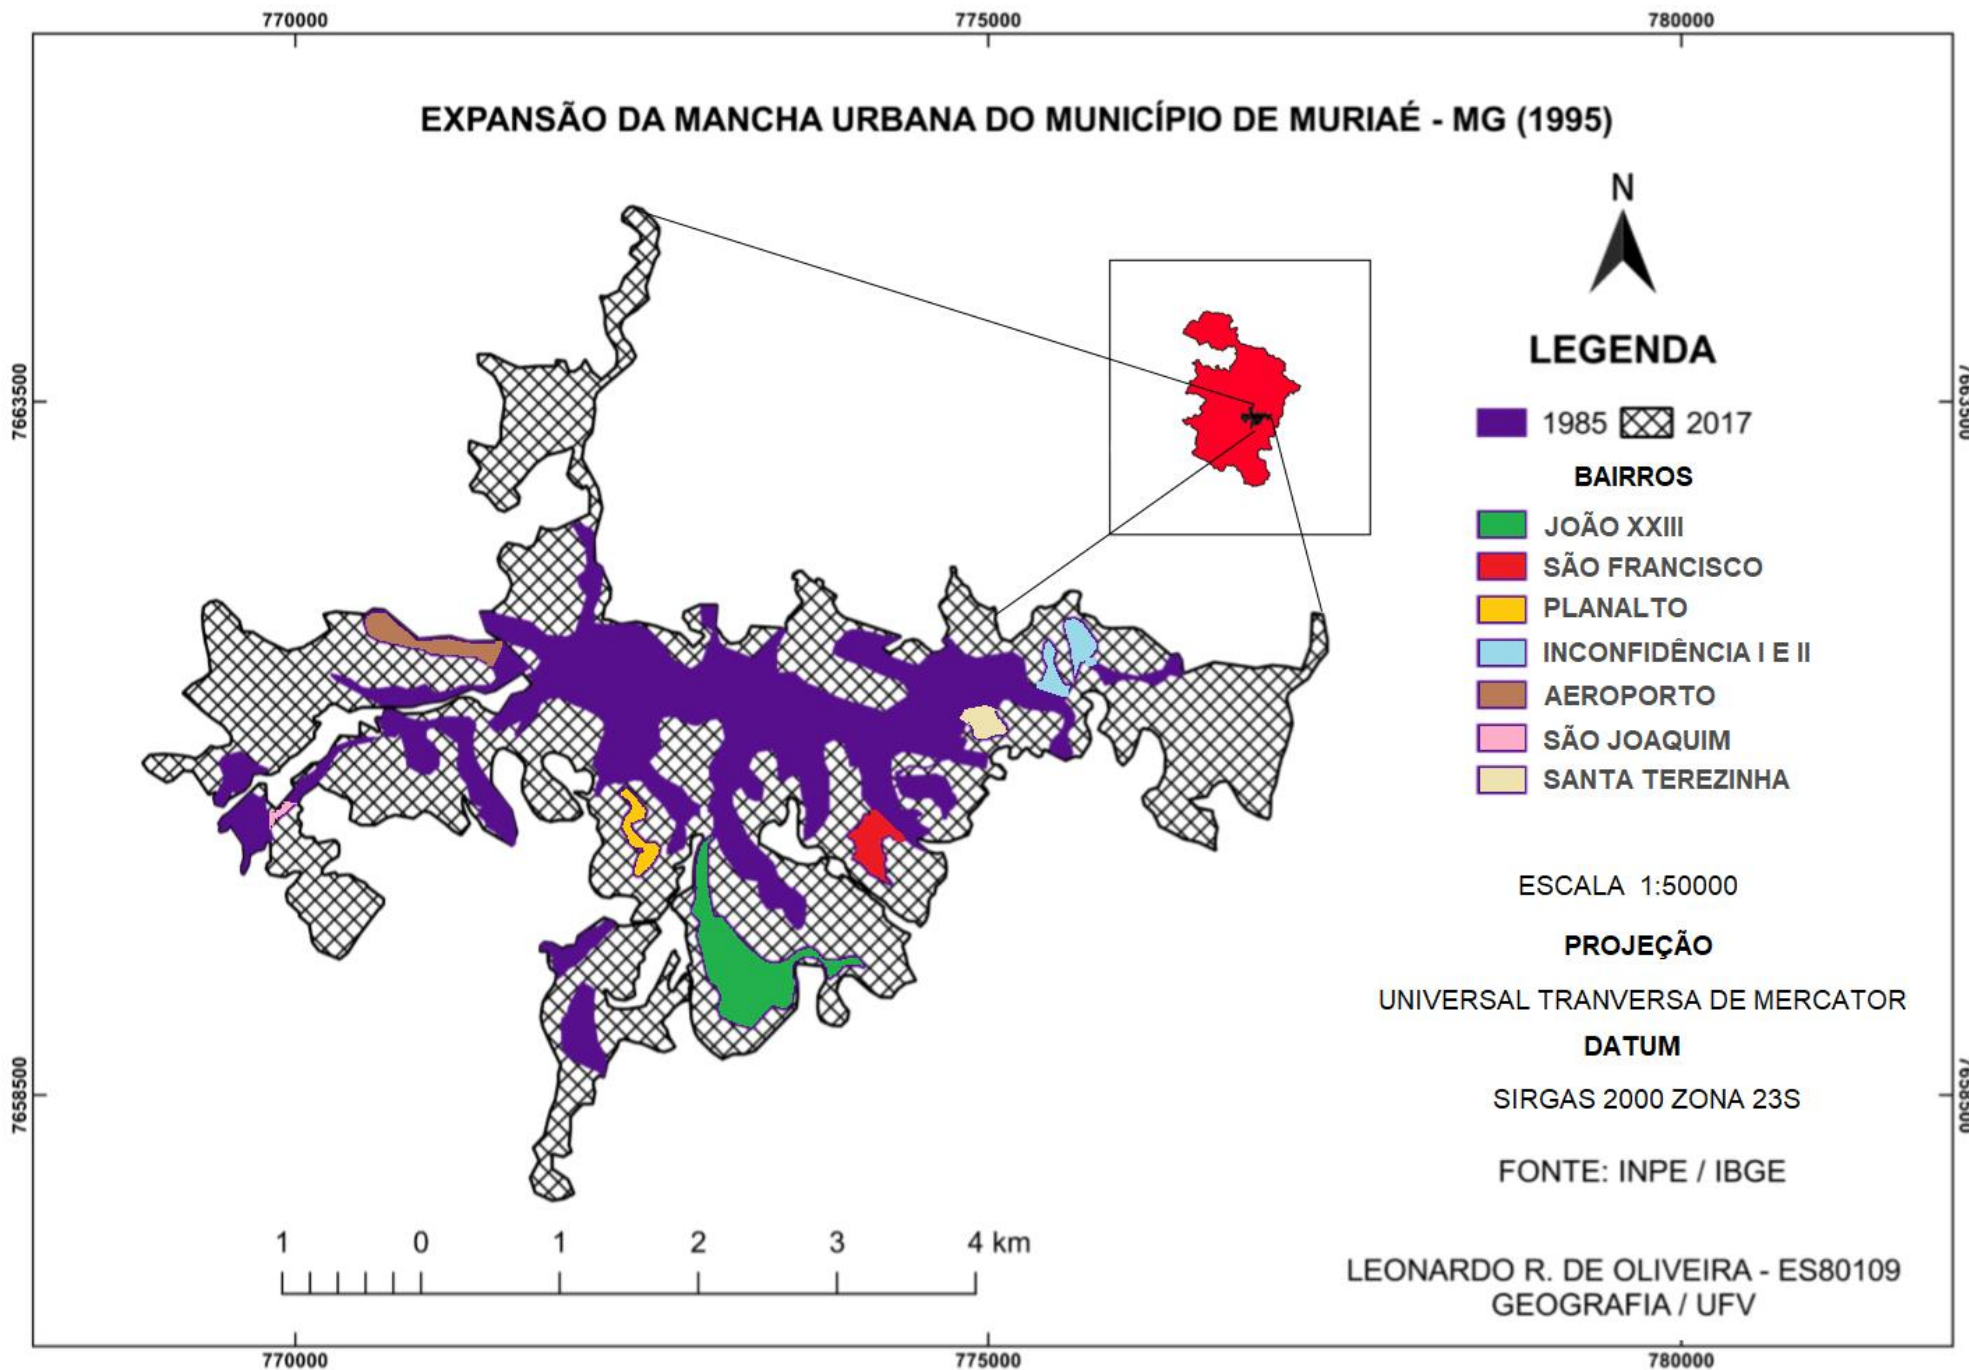 770000 775000 780000
EXPANSÃO DA MANCHA URBANA DO MUNICÍPIO DE MURIAÉ - MG (1995)
N
LEGENDA
7663500
7663500
1985 2017
BAIRROS
JOÃO XXIII
SÃO FRANCISCO
PLANALTO
INCONFIDÊNCIA I E II
AEROPORTO
SÃO JOAQUIM
SANTA TEREZINHA
ESCALA 1:50000
PROJEÇÃO
UNIVERSAL TRANVERSA DE MERCATOR
DATUM
7658500
7658500
SIRGAS 2000 ZONA 23S
FONTE: INPE / IBGE
1 0 1 2 3 4 km
LEONARDO R. DE OLIVEIRA - ES80109
GEOGRAFIA / UFV
770000 775000 780000